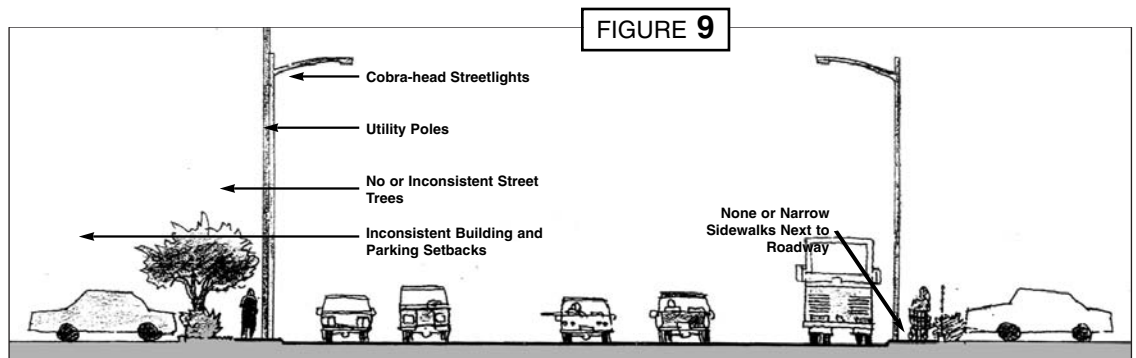 FIGURE 9
Cobra-head Streetlights
Utility Poles
No or Inconsistent Street
Trees
Inconsistent Building and
Parking Setbacks
None or Narrow
Sidewalks Next to
Roadway